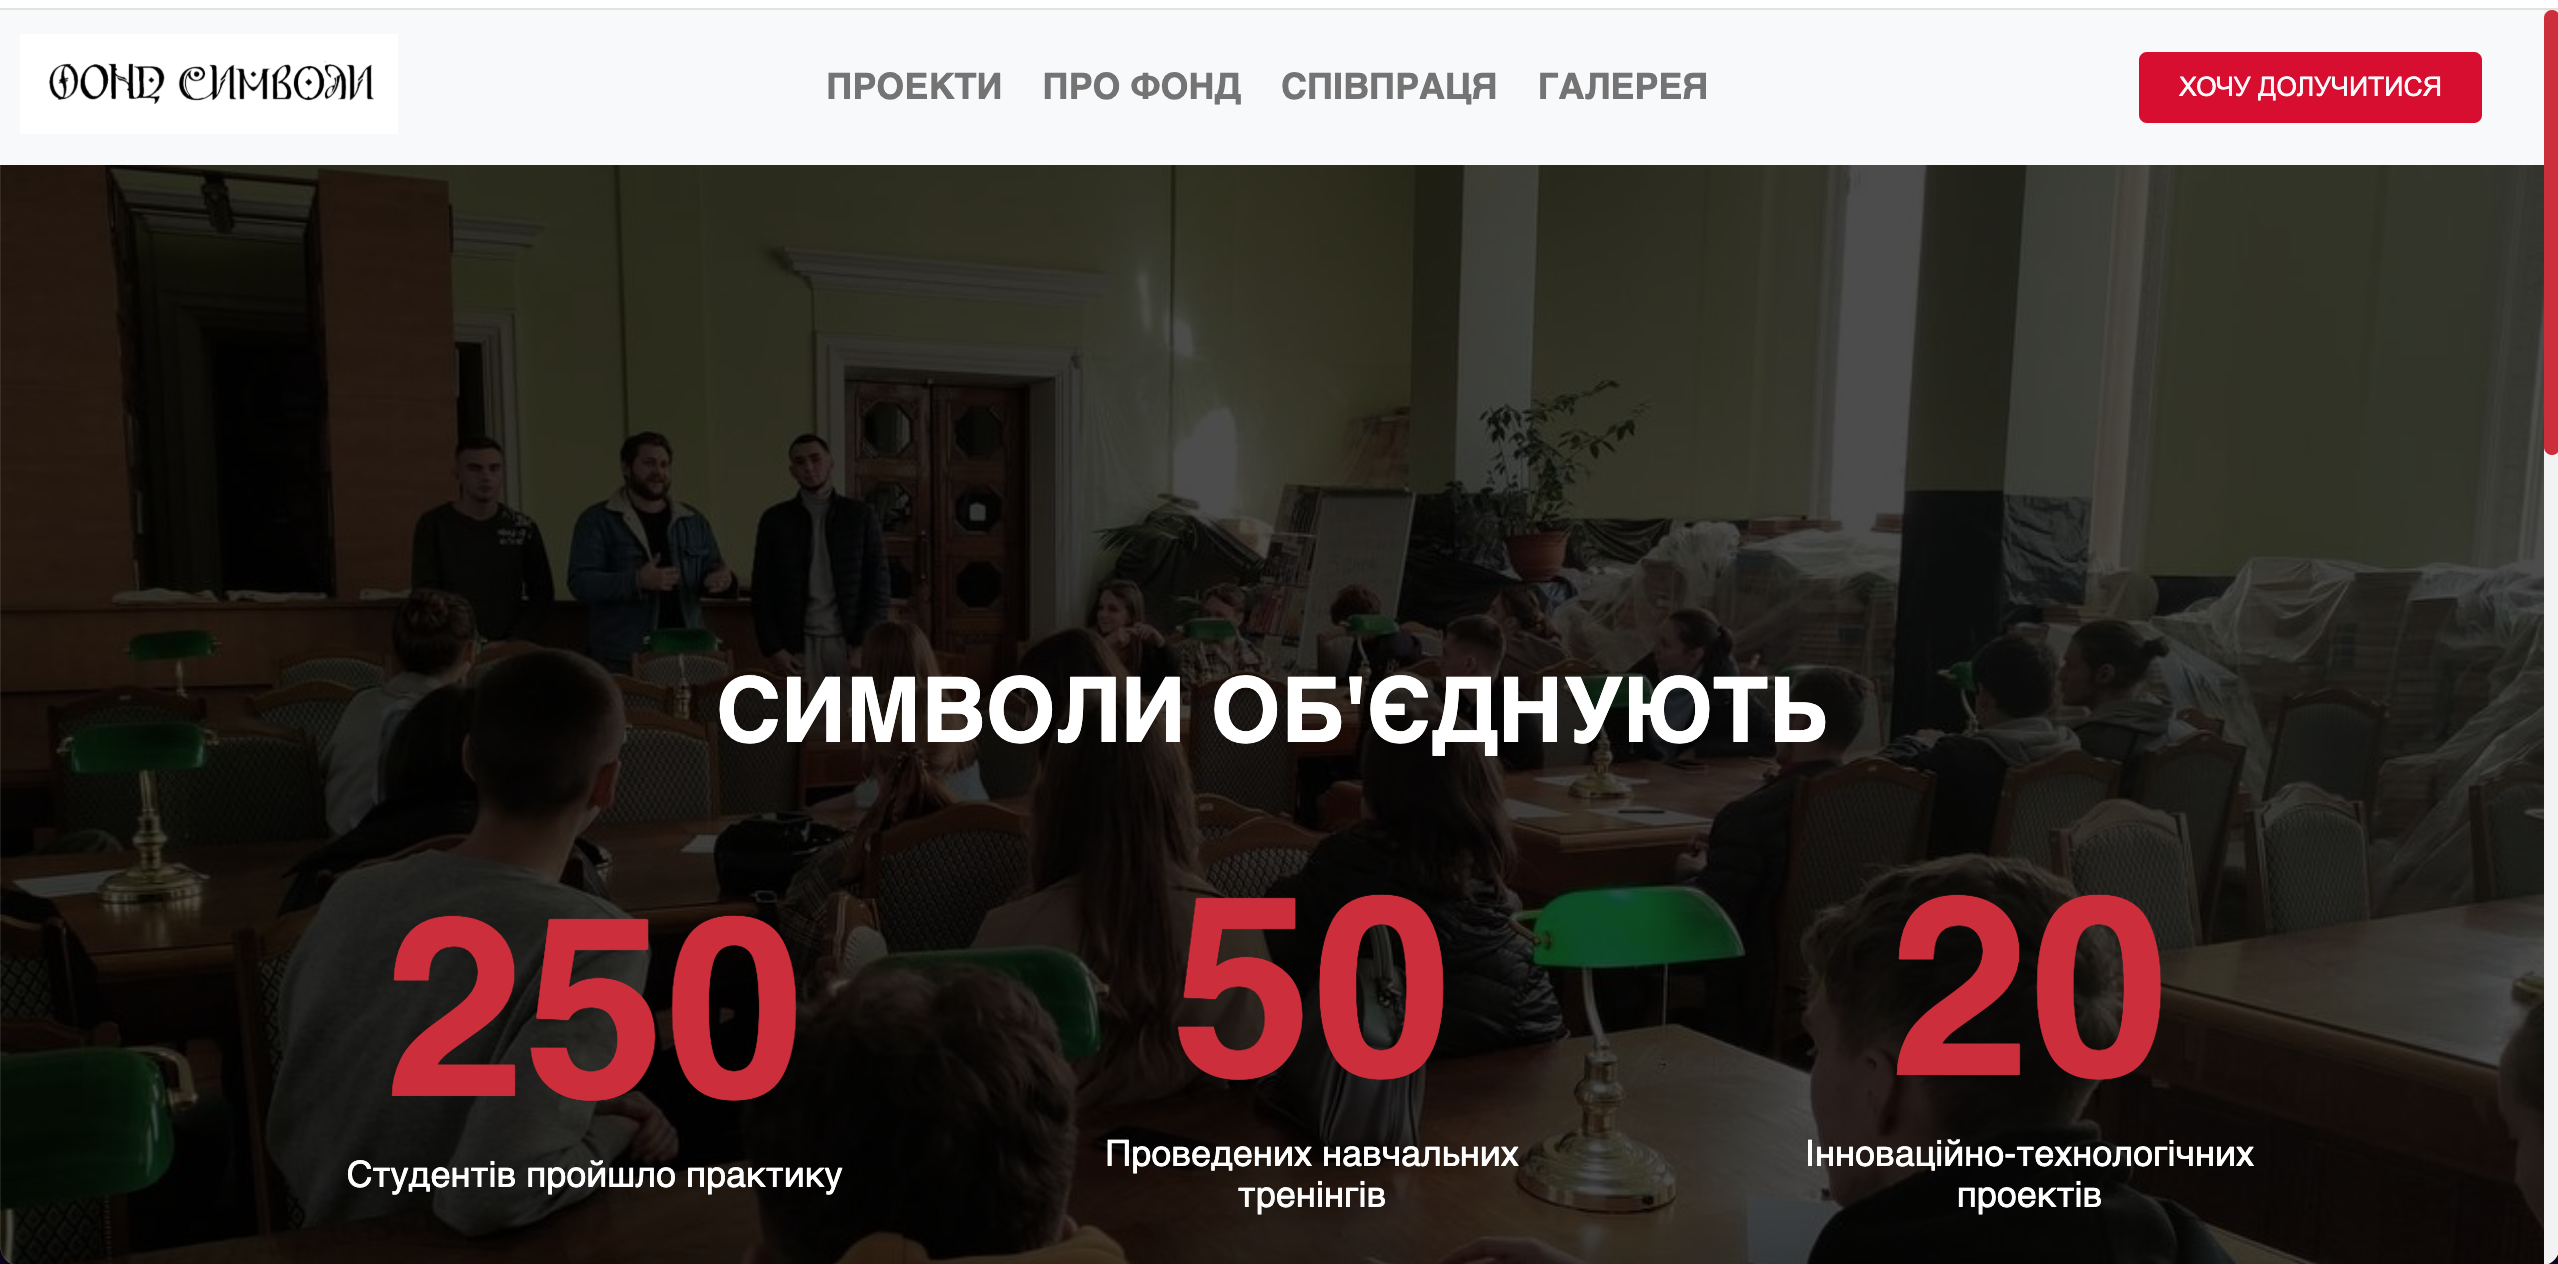 ФОНД СИМВОЛИ
ПРОЕКТИ ПРО ФОНД СПІВПРАЦЯ ГАЛЕРЕЯ
ХОЧУ ДОЛУЧИТИСЯ
СИМВОЛИ ОБ'ЄДНУЮТЬ
250
Студентів пройшло практику
50
Проведених навчальних
тренінгів
20
Інноваційно-технологічних
проектів